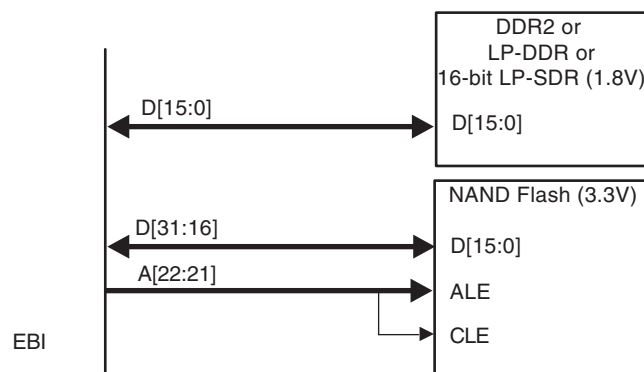 DDR2 or
LP-DDR or
16-bit LP-SDR (1.8V)
D[15:0]
D[15:0]
NAND Flash (3.3V)
D[31:16]
D[15:0]
A[22:21]
ALE
CLE
EBI